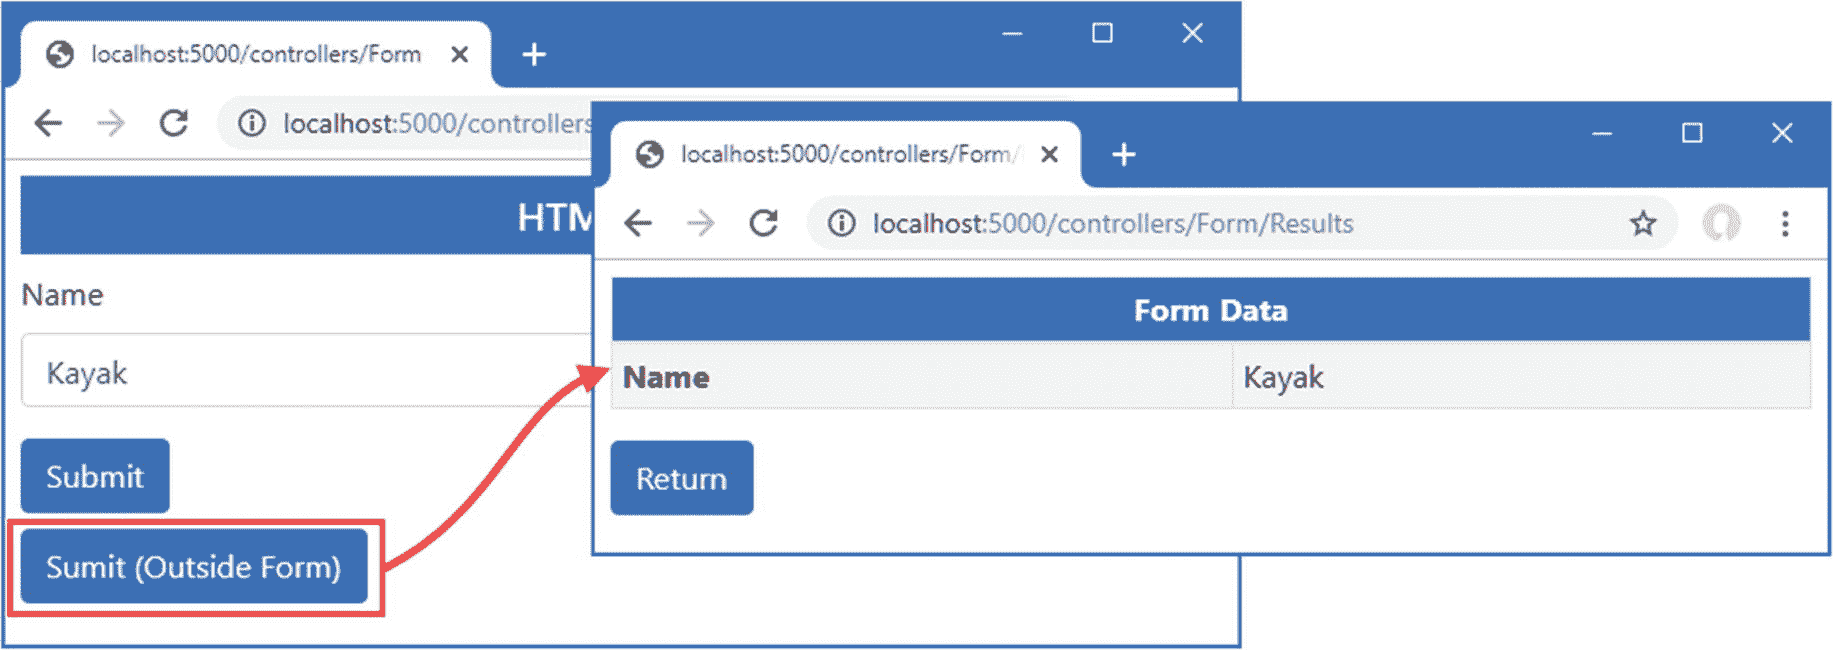 localhost:5000/controllers/Form
localhost:5000/controllers
HTM
Name
Kayak
Submit
Sumit (Outside Form)
localhost:5000/controllers/Form/
localhost:5000/controllers/Form/Results
Form Data
Name Kayak
Return